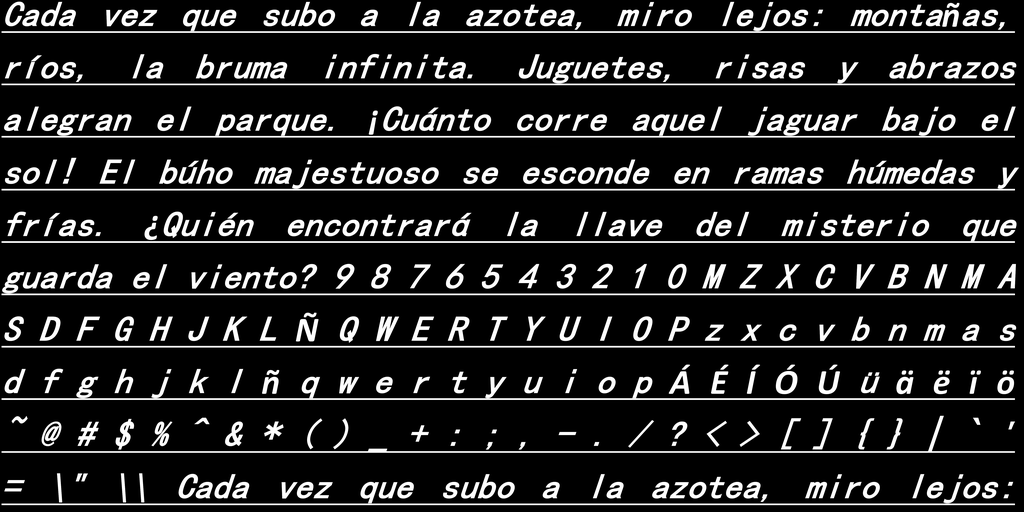 Cada vez que subo a la azotea, miro lejos: montañas,
ríos, la bruma infinita. Juguetes, risas y abrazos
alegran el parque. ¡Cuánto corre aquel jaguar bajo el
sol! El búho majestuoso se esconde en ramas húmedas y
frías. ¿Quién encontrará la llave del misterio que
guarda el viento? 9 8 7 6 5 4 3 2 1 0 M Z X C V B N M A
S D F G H J K L Ñ Q W E R T Y U I O P z x c v b n m a s
d f g h j k l ñ q w e r t y u i o p Á É Í Ó Ú ü ä ë ï ö
~ @ # $ % ^ & * ( ) _ + : ; , - . / ? < > [ ] { } | ` '
= \" \\ Cada vez que subo a la azotea, miro lejos: